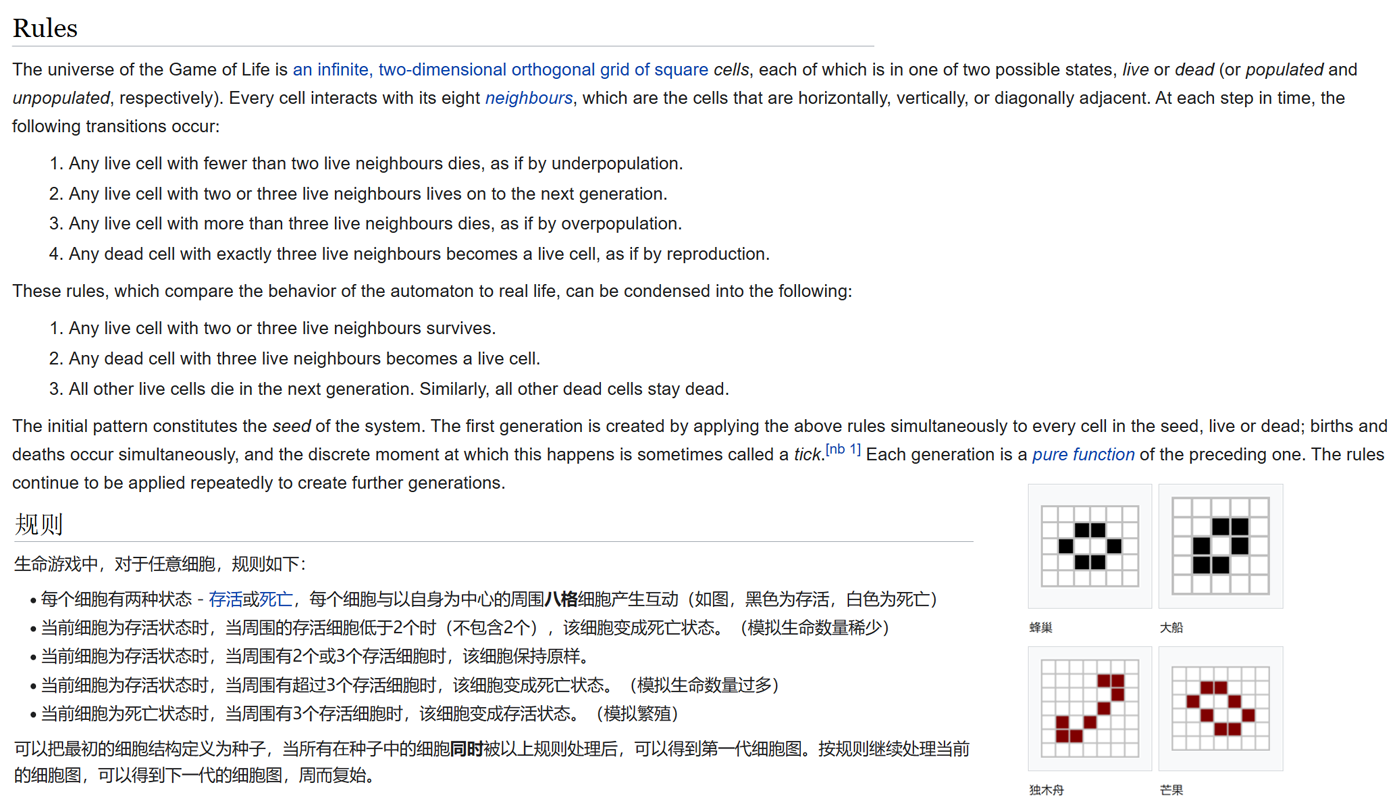 Rules
The universe of the Game of Life is an infinite, two-dimensional orthogonal grid of square cells, each of which is in one of two possible states, live or dead (or populated and
unpopulated, respectively). Every cell interacts with its eight neighbours, which are the cells that are horizontally, vertically, or diagonally adjacent. At each step in time, the
following transitions occur:
1. Any live cell with fewer than two live neighbours dies, as if by underpopulation.
2. Any live cell with two or three live neighbours lives on to the next generation.
3. Any live cell with more than three live neighbours dies, as if by overpopulation.
4. Any dead cell with exactly three live neighbours becomes a live cell, as if by reproduction.
These rules, which compare the behavior of the automaton to real life, can be condensed into the following:
1. Any live cell with two or three live neighbours survives.
2. Any dead cell with three live neighbours becomes a live cell.
3. All other live cells die in the next generation. Similarly, all other dead cells stay dead.
The initial pattern constitutes the seed of the system. The first generation is created by applying the above rules simultaneously to every cell in the seed, live or dead; births and
deaths occur simultaneously, and the discrete moment at which this happens is sometimes called a tick.[nb 1] Each generation is a pure function of the preceding one. The rules
continue to be applied repeatedly to create further generations.
规则
生命游戏中，对于任意细胞，规则如下：
• 每个细胞有两种状态 - 存活或死亡，每个细胞与以自身为中心的周围八格细胞产生互动（如图，黑色为存活，白色为死亡）
• 当前细胞为存活状态时，当周围的存活细胞低于2个时（不包含2个），该细胞变成死亡状态。（模拟生命数量稀少）
• 当前细胞为存活状态时，当周围有2个或3个存活细胞时，该细胞保持原样。
• 当前细胞为存活状态时，当周围有超过3个存活细胞时，该细胞变成死亡状态。（模拟生命数量过多）
• 当前细胞为死亡状态时，当周围有3个存活细胞时，该细胞变成存活状态。（模拟繁殖）
可以把最初的细胞结构定义为种子，当所有在种子中的细胞同时被以上规则处理后，可以得到第一代细胞图。按规则继续处理当前
的细胞图，可以得到下一代的细胞图，周而复始。
蜂巢
大船
独木舟
芒果